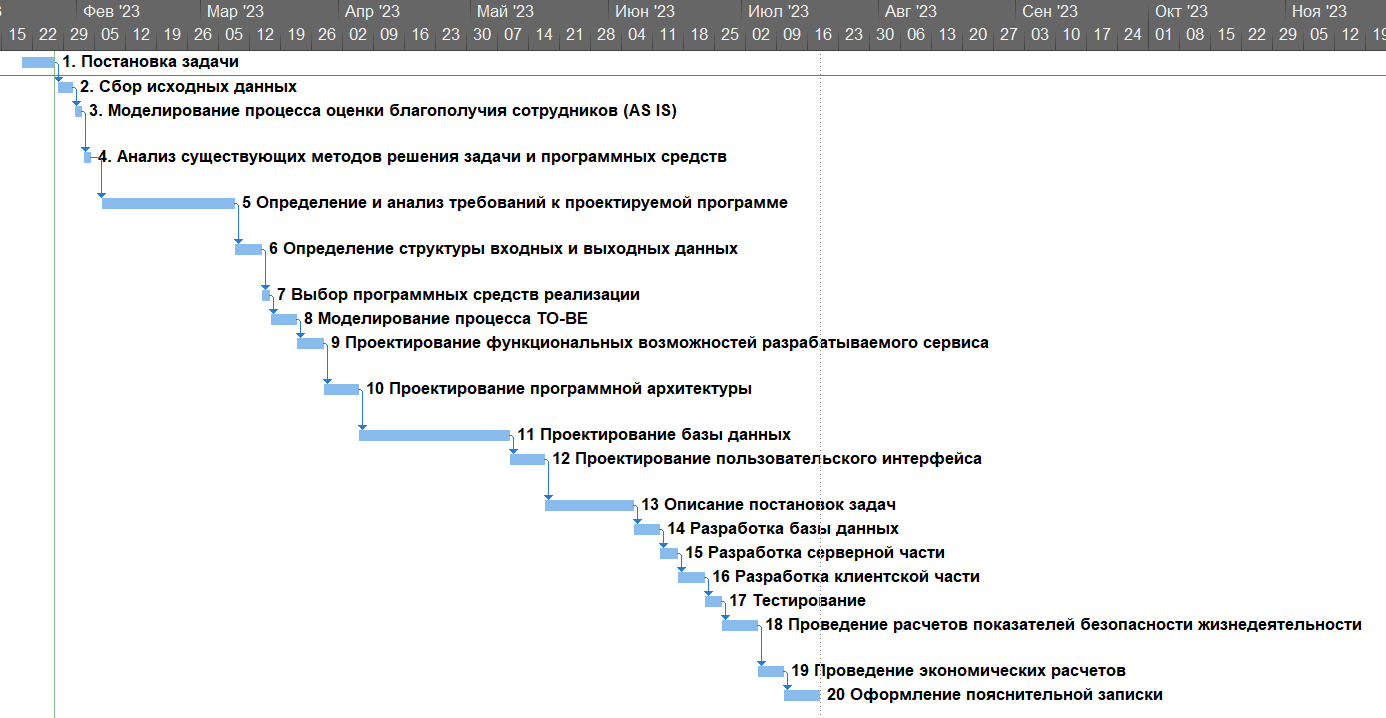 3 Фев '23 Мар '23 Апр '23 Май '23 Июн '23 Июл '23 Авг '23 Сен '23 Окт '23 Ноя '23
15 22 29 05 12 19 26 05 12 19 26 02 09 16 23 30 07 14 21 28 04 11 18 25 02 09 16 23 30 06 13 20 27 03 10 17 24 01 08 15 22 29 05 12 19
1. Постановка задачи
2. Сбор исходных данных
3. Моделирование процесса оценки благополучия сотрудников (AS IS)
4. Анализ существующих методов решения задачи и программных средств
5 Определение и анализ требований к проектируемой программе
6 Определение структуры входных и выходных данных
7 Выбор программных средств реализации
8 Моделирование процесса TO-BE
9 Проектирование функциональных возможностей разрабатываемого сервиса
10 Проектирование программной архитектуры
11 Проектирование базы данных
12 Проектирование пользовательского интерфейса
13 Описание постановок задач
14 Разработка базы данных
15 Разработка серверной части
16 Разработка клиентской части
17 Тестирование
18 Проведение расчетов показателей безопасности жизнедеятельности
19 Проведение экономических расчетов
20 Оформление пояснительной записки